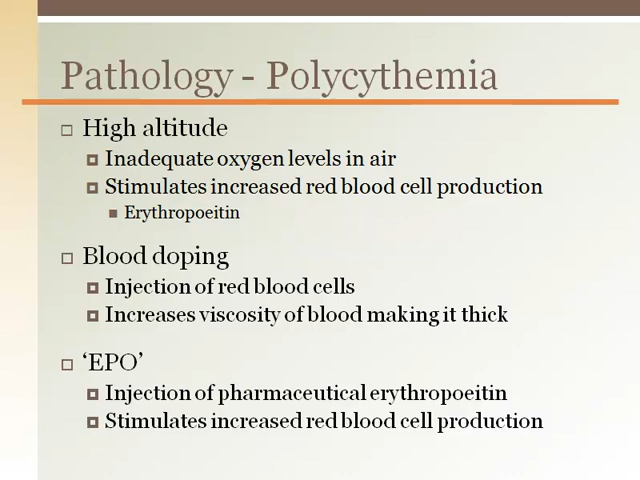 Pathology - Polycythemia
High altitude
Inadequate oxygen levels in air
Stimulates increased red blood cell production
Erythropoeitin
Blood doping
Injection of red blood cells
Increases viscosity of blood making it thick
‘EPO’
Injection of pharmaceutical erythropoeitin
Stimulates increased red blood cell production